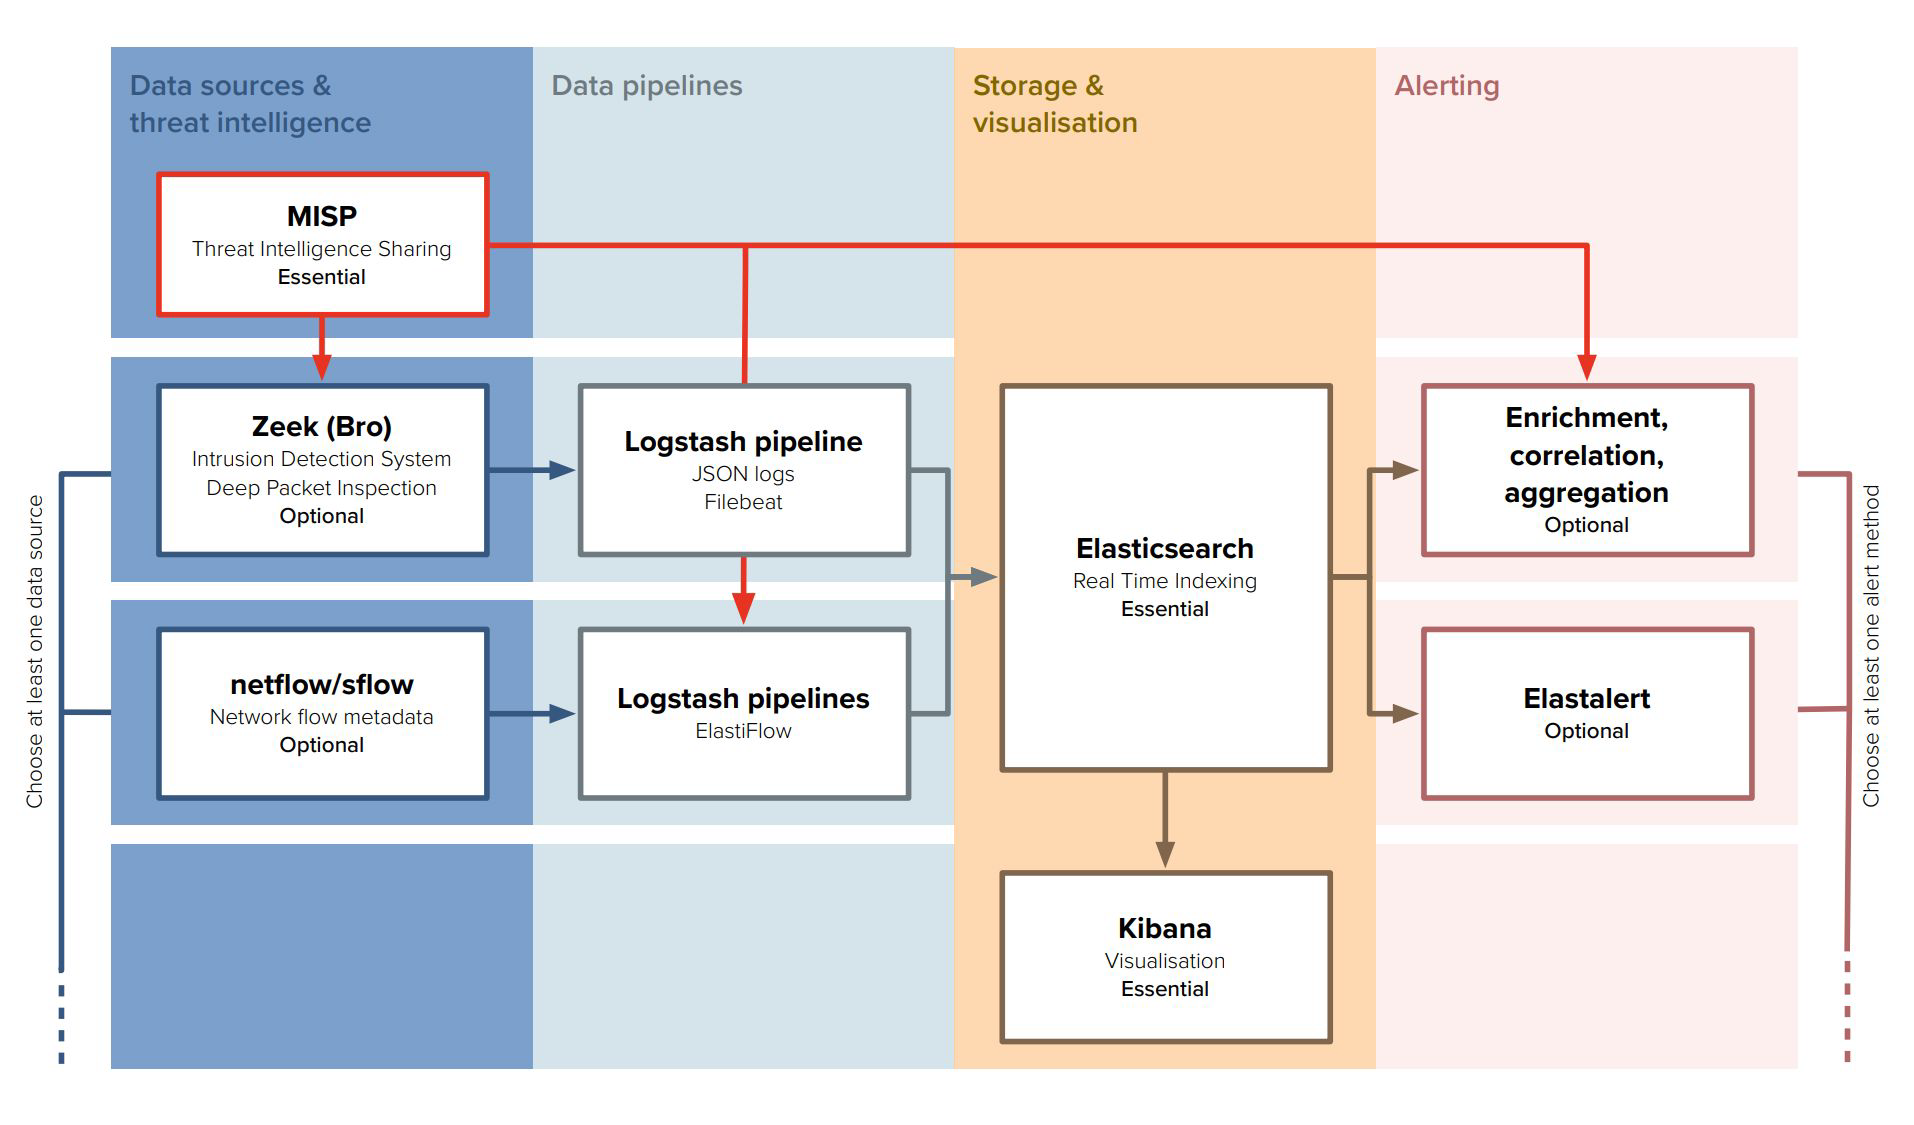 Data sources &
threat intelligence
Data pipelines
Storage &
visualisation
Alerting
MISP
Threat Intelligence Sharing
Essential
Zeek (Bro)
Intrusion Detection System
Deep Packet Inspection
Optional
Logstash pipeline
JSON logs
Filebeat
Elasticsearch
Real Time Indexing
Essential
Enrichment,
correlation,
aggregation
Optional
netflow/sflow
Network flow metadata
Optional
Logstash pipelines
ElastiFlow
Elastalert
Optional
Kibana
Visualisation
Essential
Choose at least one data source
Choose at least one alert method